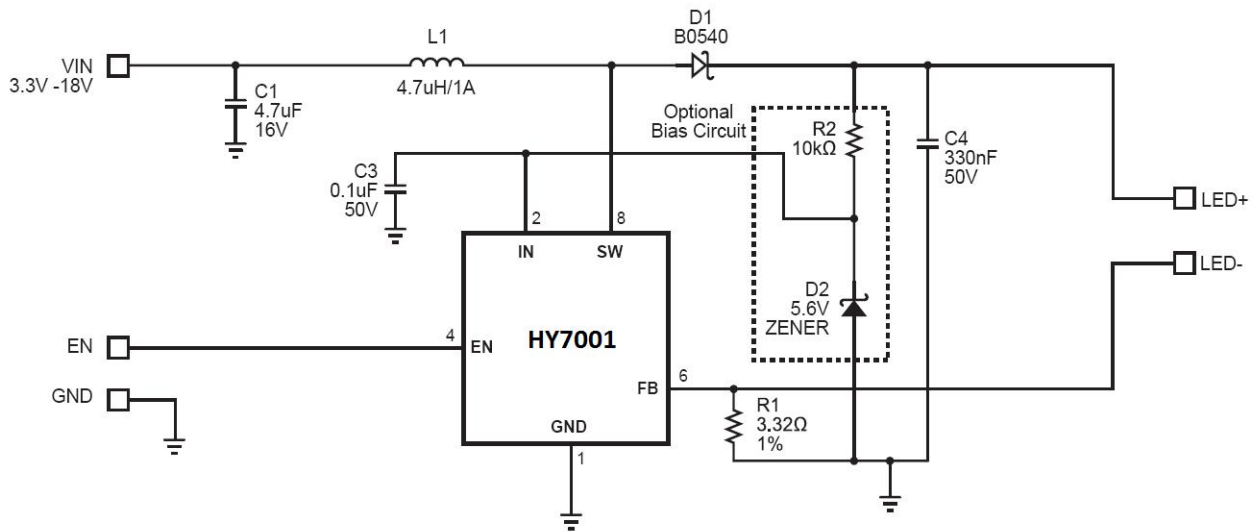 D1
B0540
L1
VIN
3.3V -18V
4.7uH/1A
C1
4.7uF
16V
Optional
Bias Circuit
R2
10kΩ
C4
330nF
50V
C3
0.1uF
50V
LED+
2
8
IN
SW
LED-
D2
5.6V
ZENER
HY7001
EN
4
EN
FB
6
GND
R1
3.32Ω
1%
GND
1